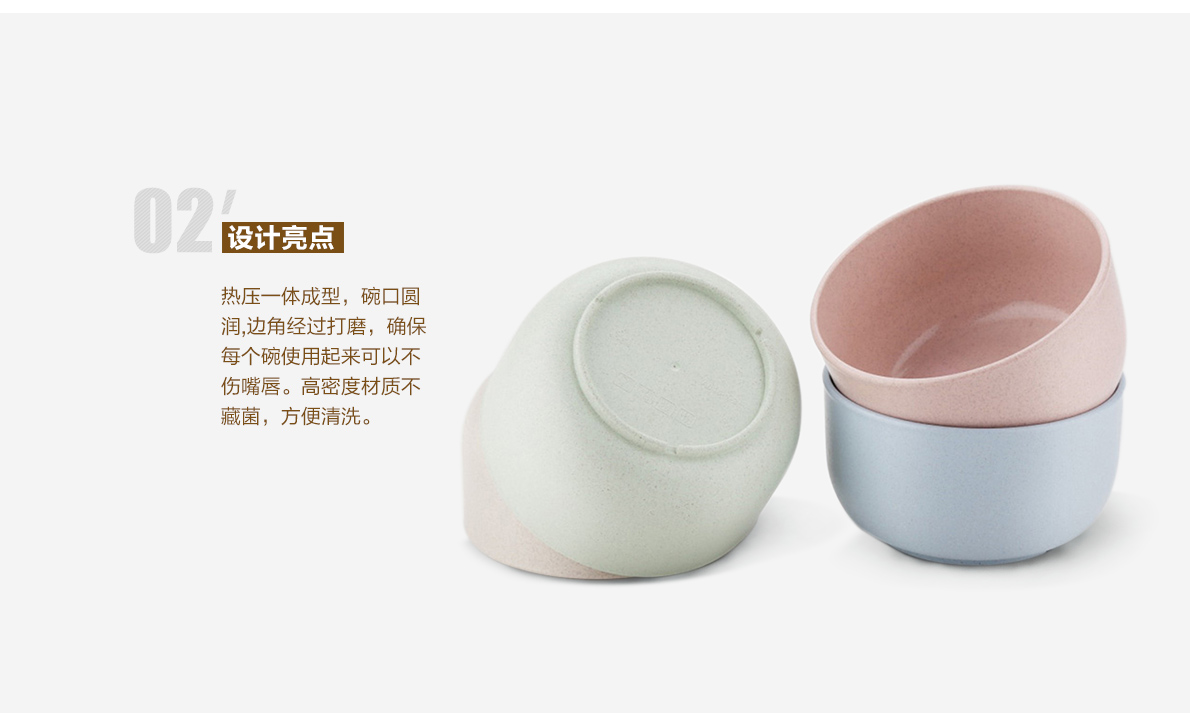 02′
设计亮点
热压一体成型，碗口圆
润,边角经过打磨，确保
每个碗使用起来可以不
伤嘴唇。高密度材质不
藏菌，方便清洗。